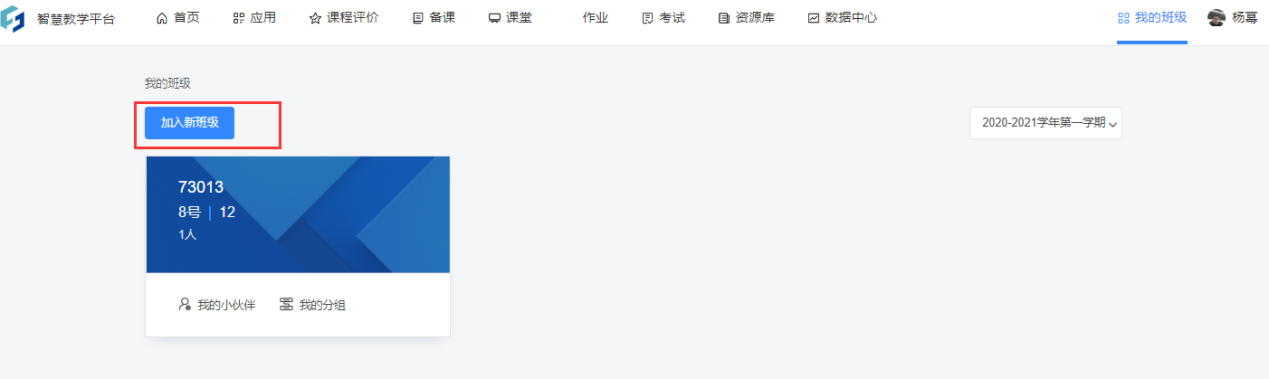 智慧教学平台 首页 应用 课程评价 备课 课堂 作业 考试 资源库 数据中心 我的班级 杨幂
我的班级
加入新班级 2020-2021学年第一学期
73013
8号 | 12
1人
我的小伙伴 我的分组